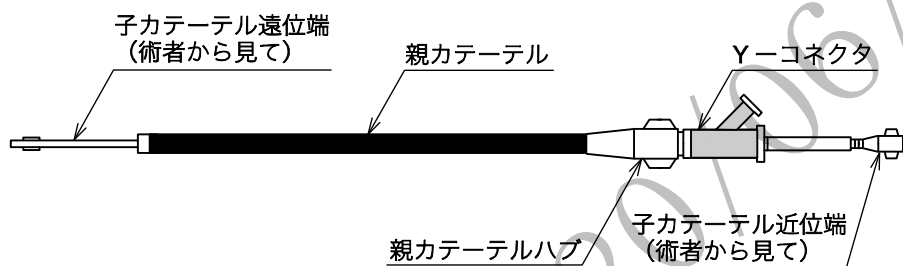 子カテーテル遠位端
（術者から見て）
親カテーテル
Y－コネクタ
親カテーテルハブ
子カテーテル近位端
（術者から見て）
20/06/